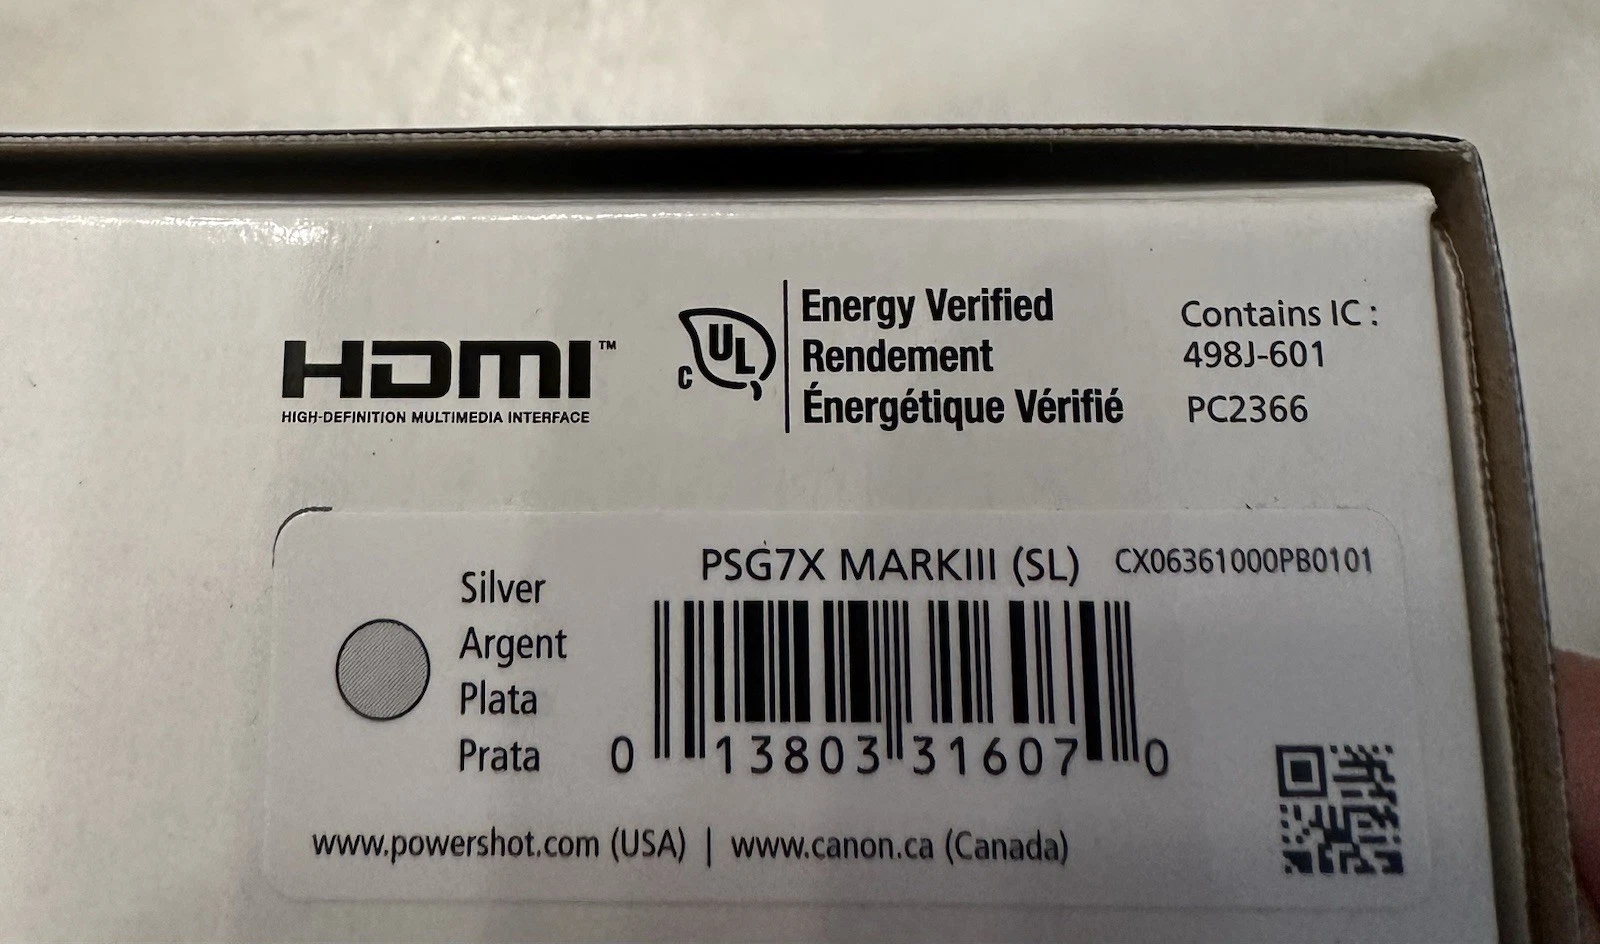 HDMI™
HIGH-DEFINITION MULTIMEDIA INTERFACE
C UL
Energy Verified
Rendement
Énergétique Vérifié
Contains IC :
498J-601
PC2366
PSG7X MARKIII (SL)
CX06361000PB0101
Silver
Argent
Plata
Prata
0 13803 31607 0
www.powershot.com (USA) | www.canon.ca (Canada)